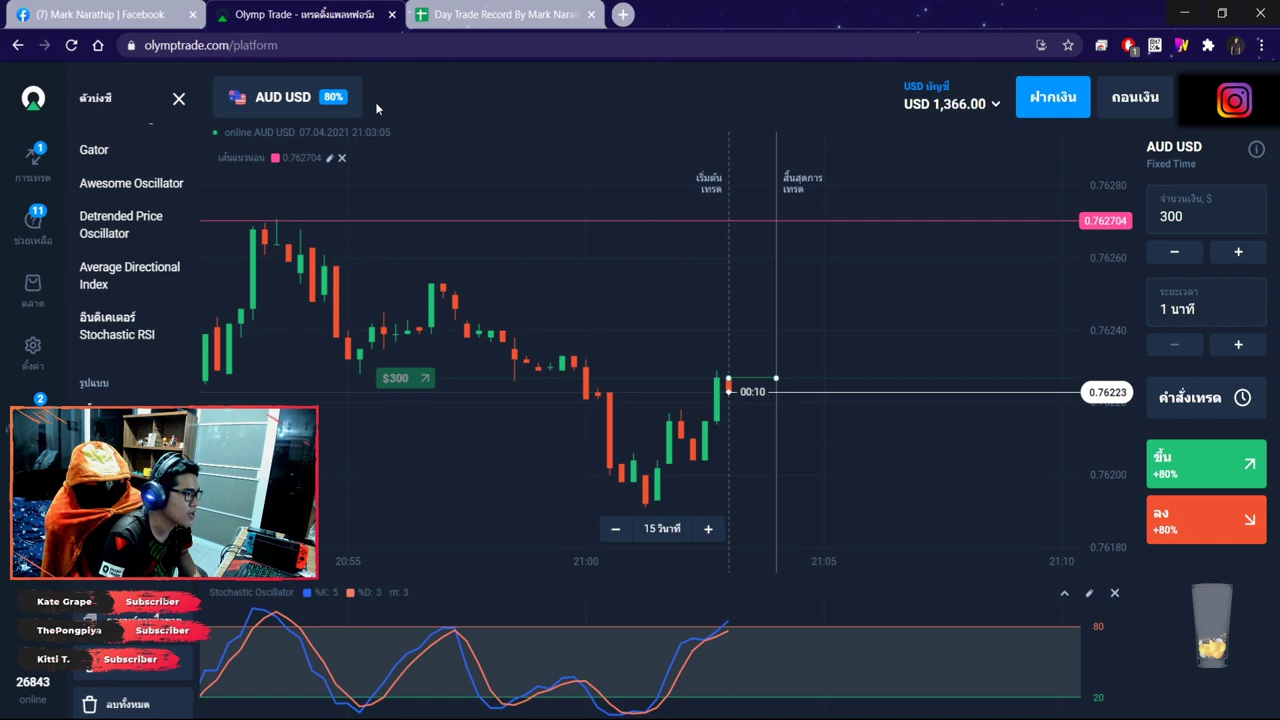 (7) Mark Narathip | Facebook
Olymp Trade - เทรดดิ้งแพลทฟอร์ม
Day Trade Record By Mark Narat
olymptrade.com/platform
1
ตัวบ่งชี้
AUD USD 80%
USD บัญชี
USD 1,366.00
ฝากเงิน
ถอนเงิน
online AUD USD 07.04.2021 21:03:05
เส้นแนวนอน 0.762704
1
การเทรด
11
ช่วยเหลือ
ตลาด
ตั้งค่า
2
Gator
Awesome Oscillator
Detrended Price
Oscillator
Average Directional
Index
อินดิเคเตอร์
Stochastic RSI
รูปแบบ
เริ่มต้น
เทรด
สิ้นสุดการ
เทรด
0.76280
0.762704
0.76260
0.76240
0.76223
0.76200
0.76180
$300
00:10
15 วินาที
20:55
21:00
21:05
21:10
AUD USD
Fixed Time
จำนวนเงิน, $
300
ระยะเวลา
1 นาที
คำสั่งเทรด
ขึ้น
+80%
ลง
+80%
Stochastic Oscillator %K: 5 %D: 3 m: 3
80
20
Kate Grape Subscriber
ThePongpiya Subscriber
Kitti T. Subscriber
26843
online
ลบทั้งหมด